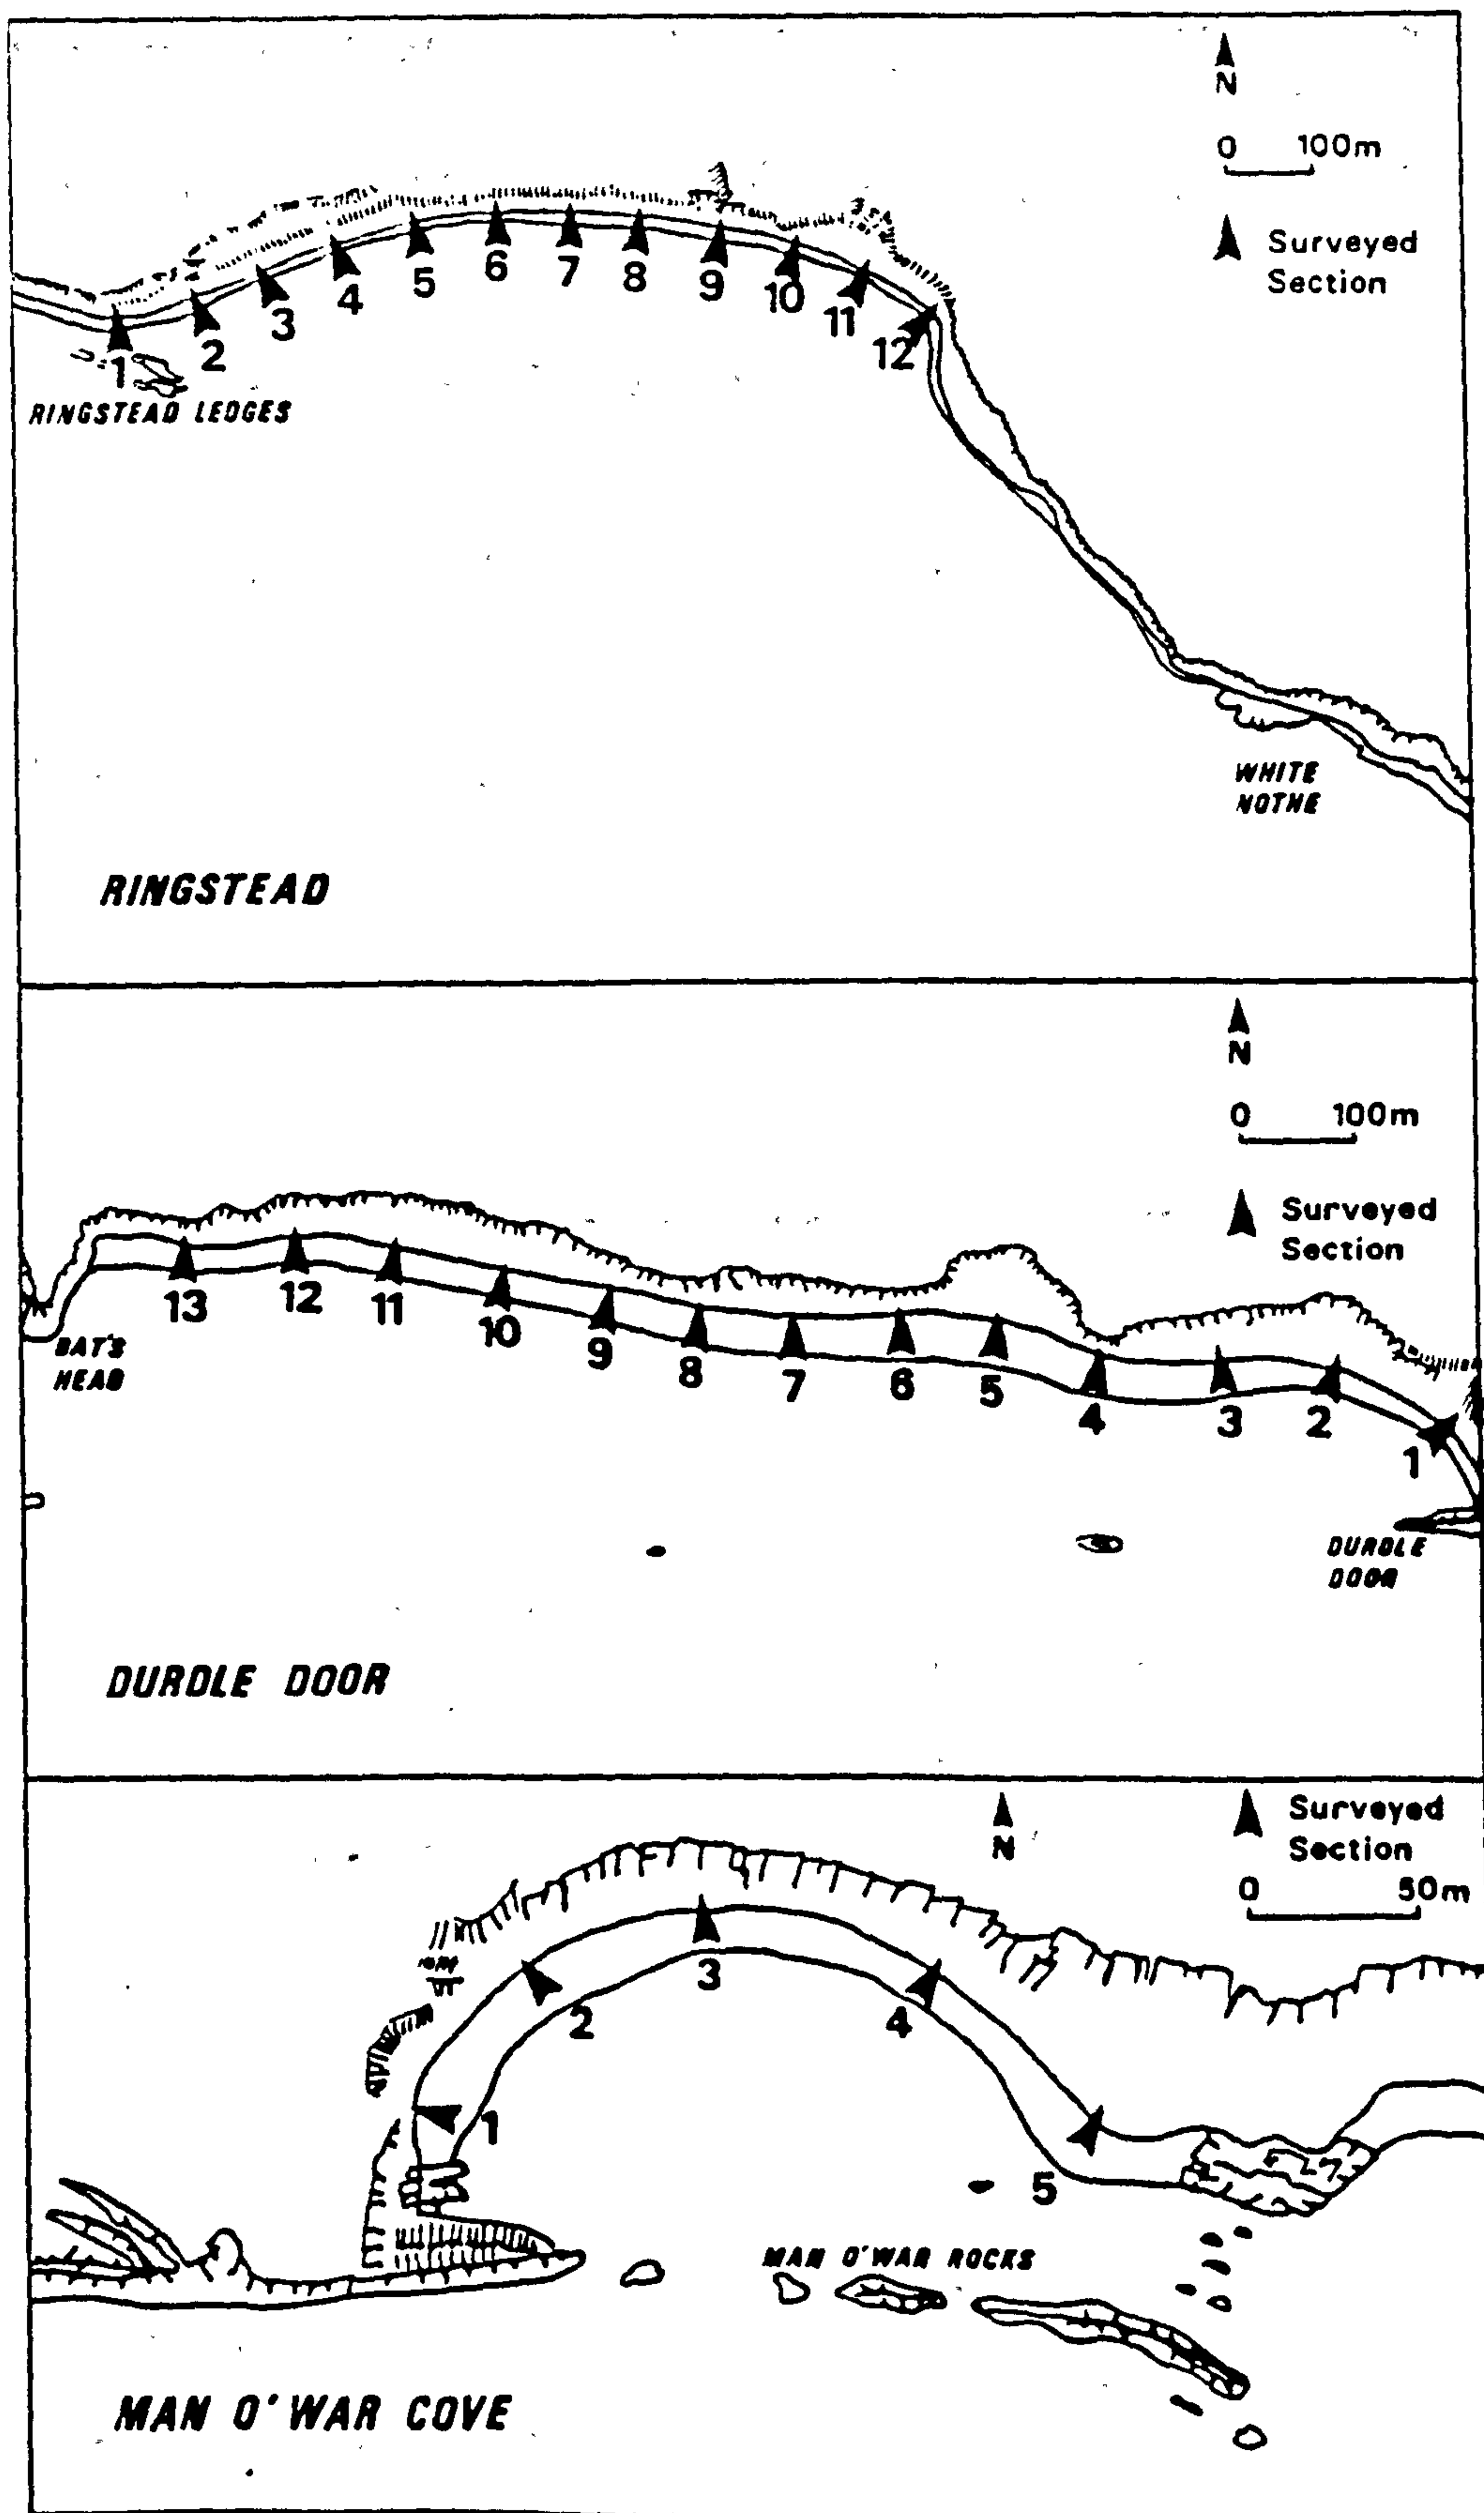 N
0 100m
Surveyed
Section
1 2 3 4 5 6 7 8 9 10 11 12
RINGSTEAD LEDGES
WHITE
NOTHE
RINGSTEAD
N
0 100m
Surveyed
Section
13 12 11 10 9 8 7 6 5 4 3 2 1
BAT'S
HEAD
DURDLE
DOOR
DURDLE DOOR
N
Surveyed
Section
0 50m
1 2 3 4 5
MAN O'WAR ROCKS
MAN O'WAR COVE